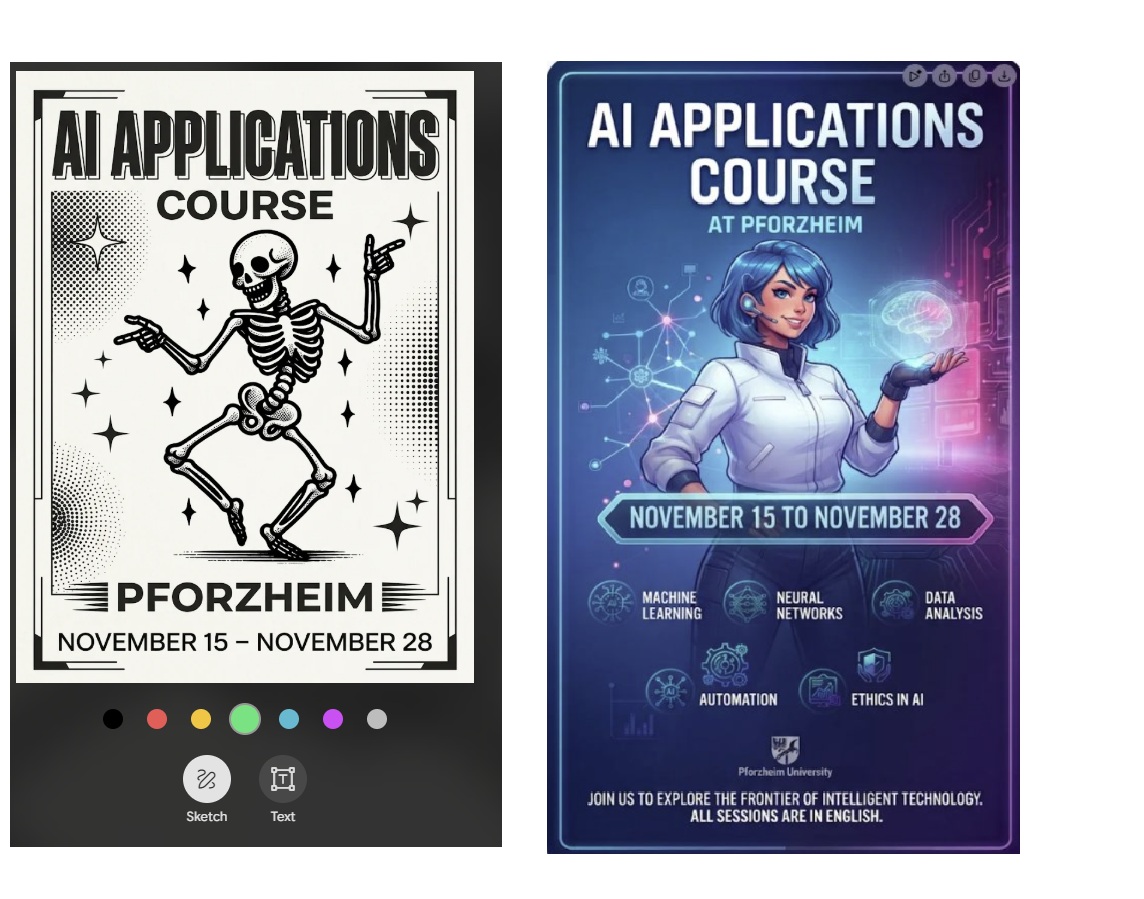 AI APPLICATIONS
COURSE
PFORZHEIM
NOVEMBER 15 – NOVEMBER 28
Sketch
Text
AI APPLICATIONS
COURSE
AT PFORZHEIM
NOVEMBER 15 TO NOVEMBER 28
MACHINE
LEARNING
NEURAL
NETWORKS
DATA
ANALYSIS
AUTOMATION
ETHICS IN AI
Pforzheim University
JOIN US TO EXPLORE THE FRONTIER OF INTELLIGENT TECHNOLOGY.
ALL SESSIONS ARE IN ENGLISH.